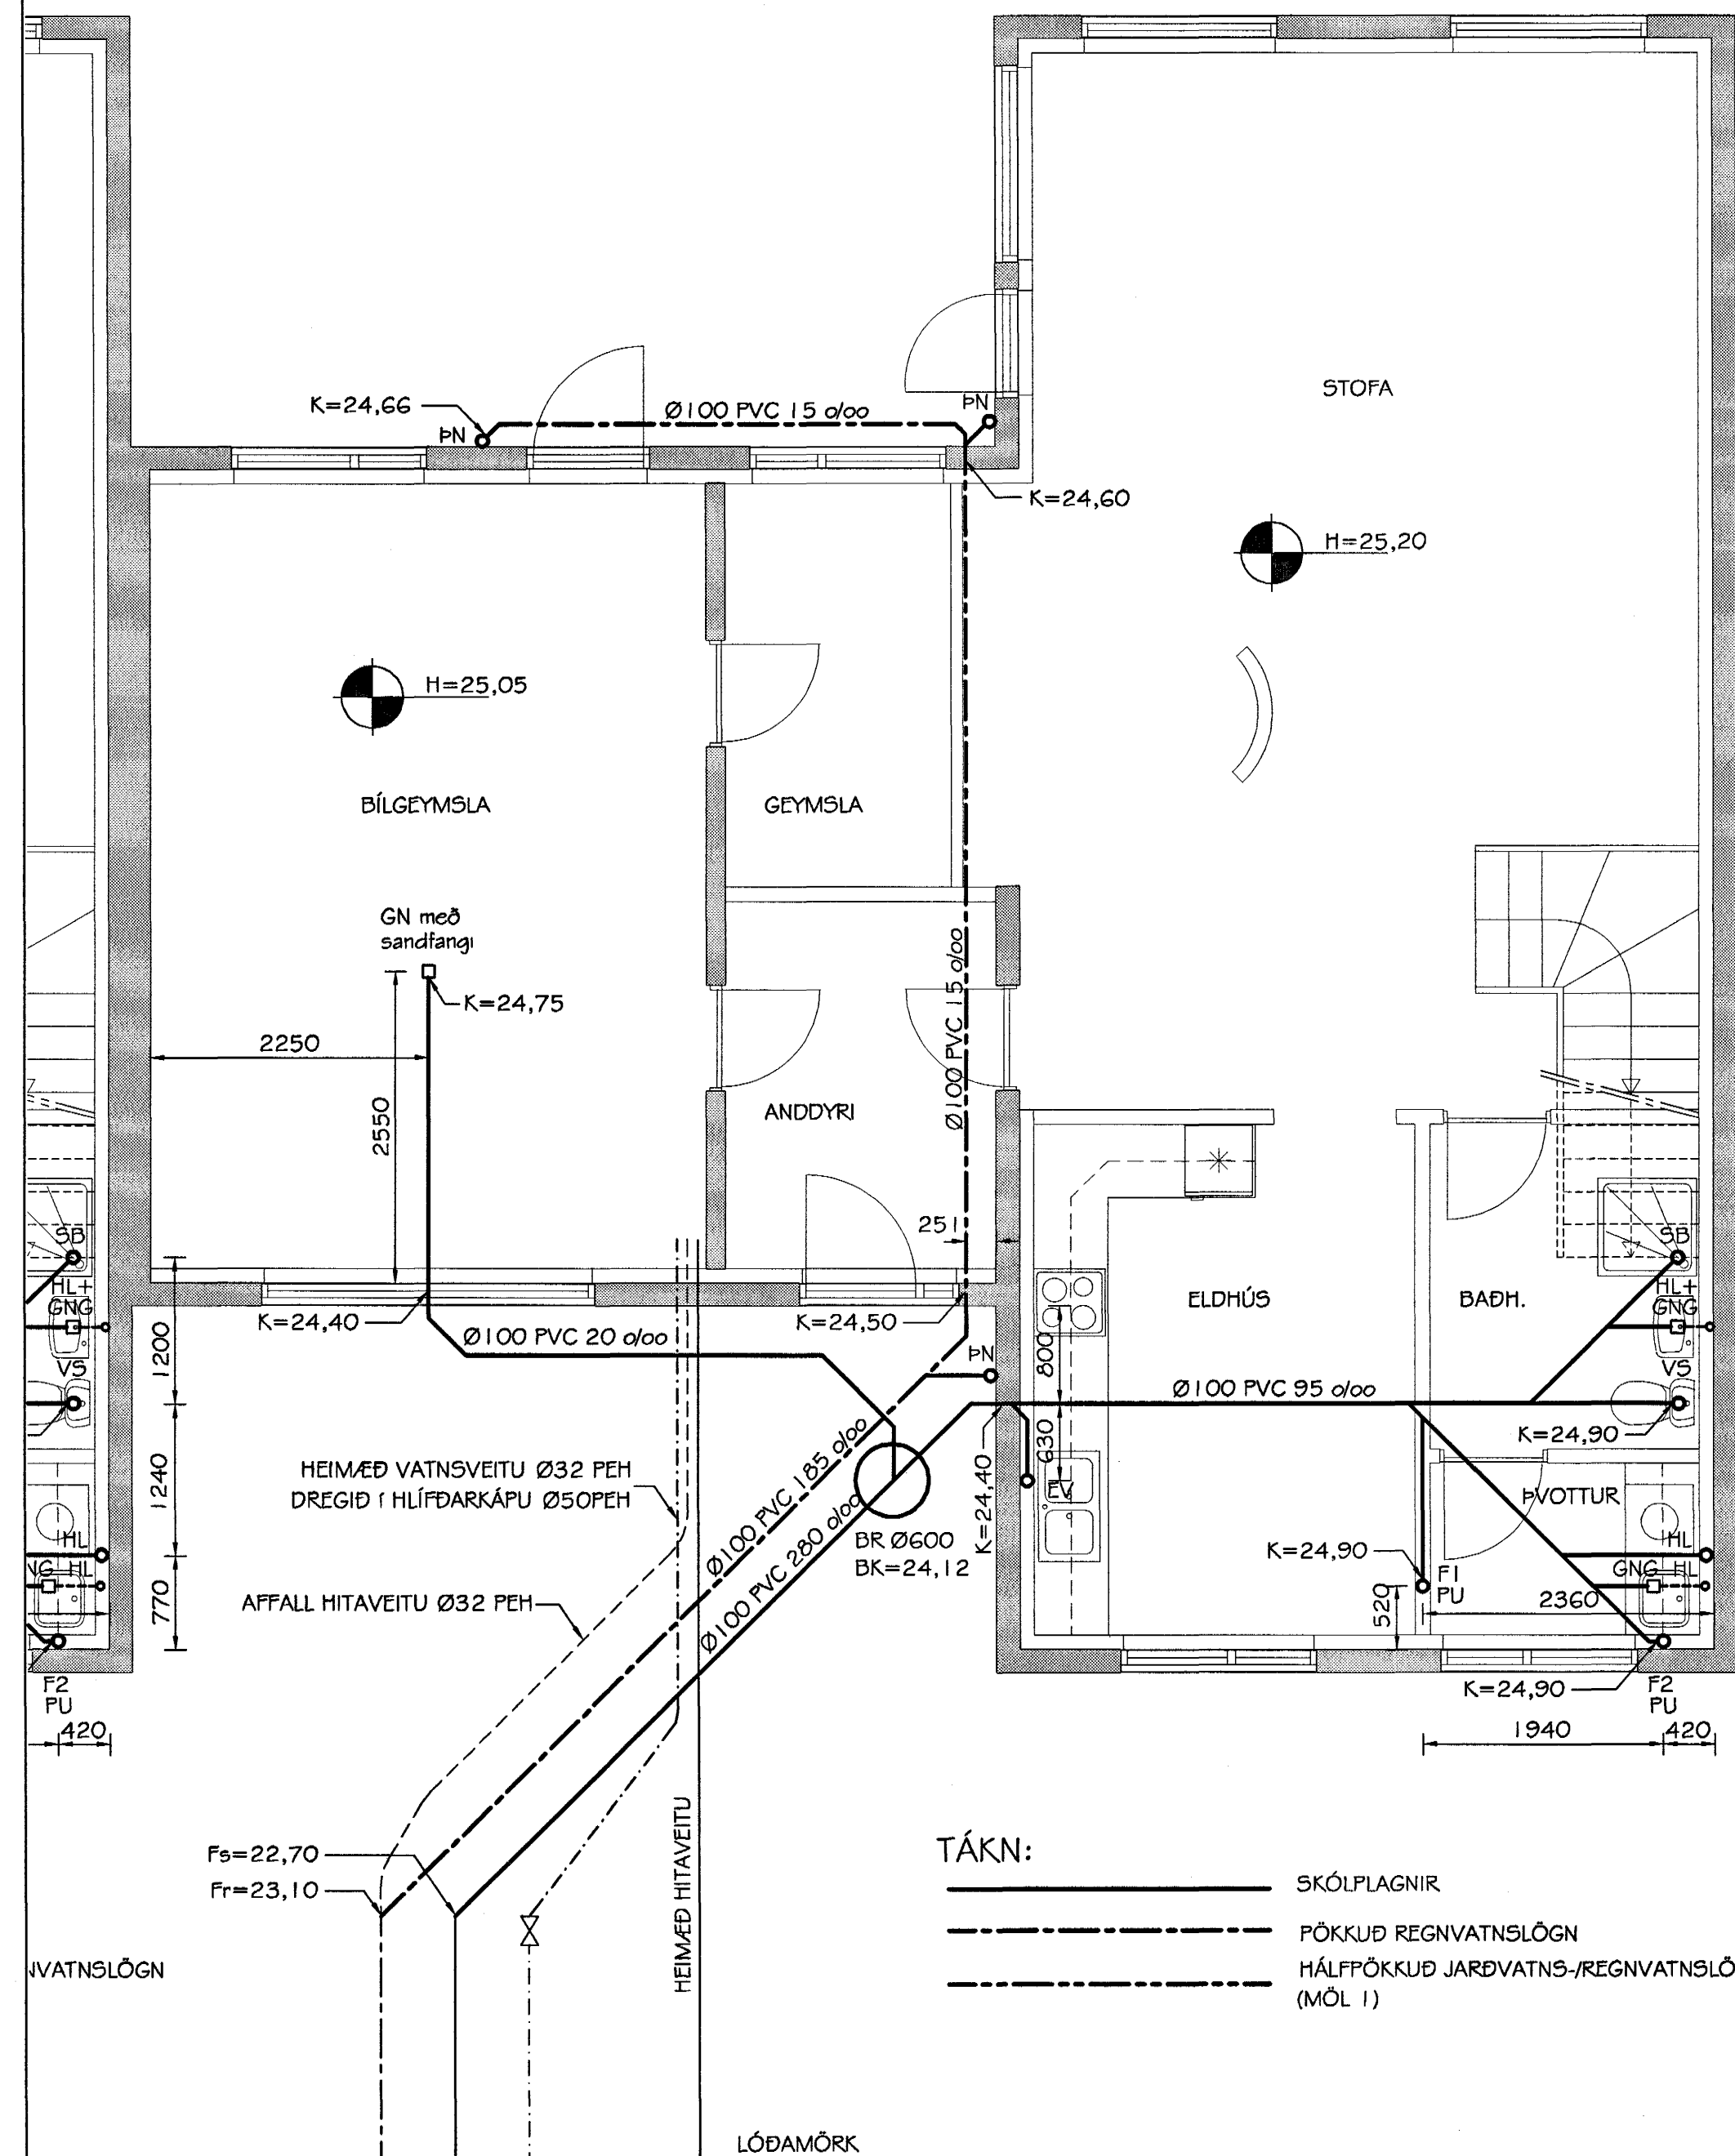 K=24,66
ÞN
Ø100 PVC 15 o/oo
ÞN
STOFA
K=24,60
H=25,20
H=25,05
BÍLGEYMSLA
GEYMSLA
GN með
sandfangi
K=24,75
2250
2550
Ø100 PVC 15 o/oo
ANDDYRI
251
SB
HL+
GNG
VS
1200
K=24,40
Ø100 PVC 20 o/oo
K=24,50
ÞN
800
ELDHÚS
BAÐH.
SB
HL+
GNG
VS
Ø100 PVC 95 o/oo
K=24,90
630
EV
K=24,40
1240
HEIMÆÐ VATNSVEITU Ø32 PEH
DREGIÐ Í HLÍFÐARKÁPU Ø50PEH
Ø100 PVC 185 o/oo
Ø100 PVC 280 o/oo
BR Ø600
BK=24,12
ÞVOTTUR
HL
GNG HL
K=24,90
F1
PU
2360
520
HL
NG HL
770
AFFALL HITAVEITU Ø32 PEH
F2
PU
420
K=24,90
F2
PU
1940
420
HEIMÆÐ HITAVEITU
Fs=22,70
Fr=23,10
TÁKN:
SKÓLPLAGNIR
PÖKKUÐ REGNVATNSLÖGN
HÁLFPÖKKUÐ JARÐVATNS-/REGNVATNSLÖ
(MÖL 1)
VATNSLÖGN
LÓÐAMÖRK